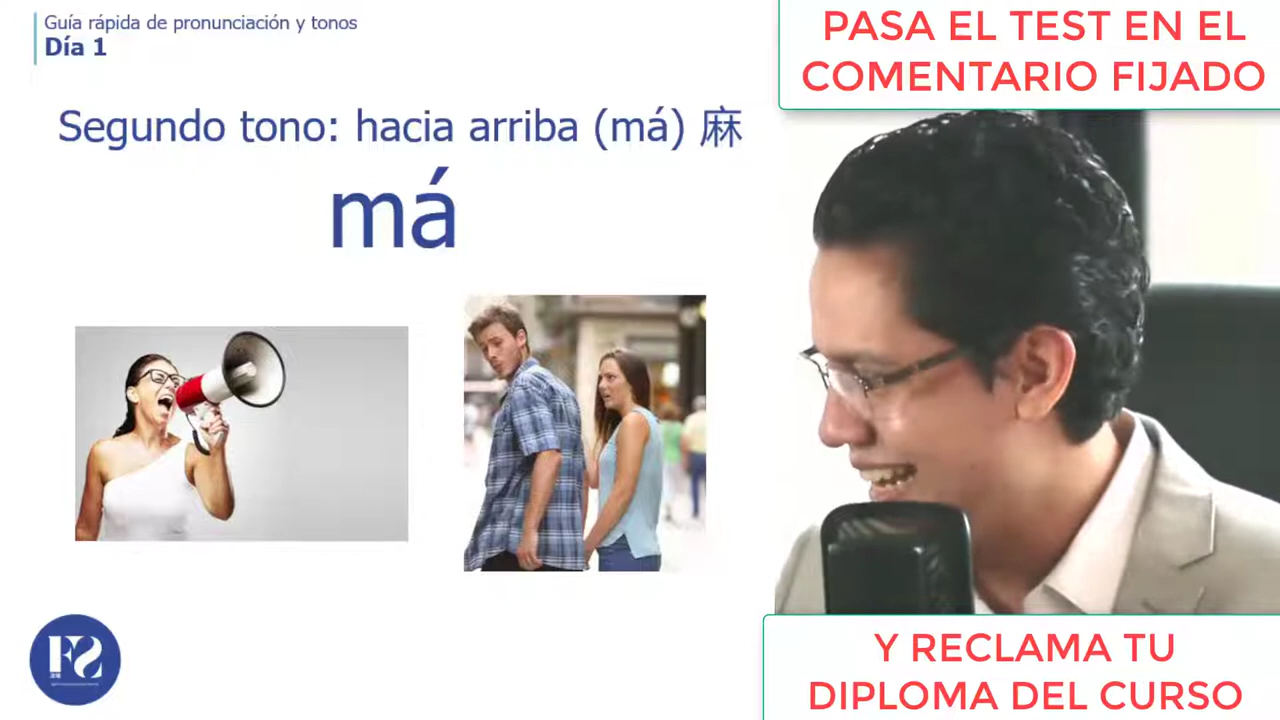 Guía rápida de pronunciación y tonos
Día 1
Segundo tono: hacia arriba (má) 麻
má
PASA EL TEST EN EL
COMENTARIO FIJADO
Y RECLAMA TU
DIPLOMA DEL CURSO